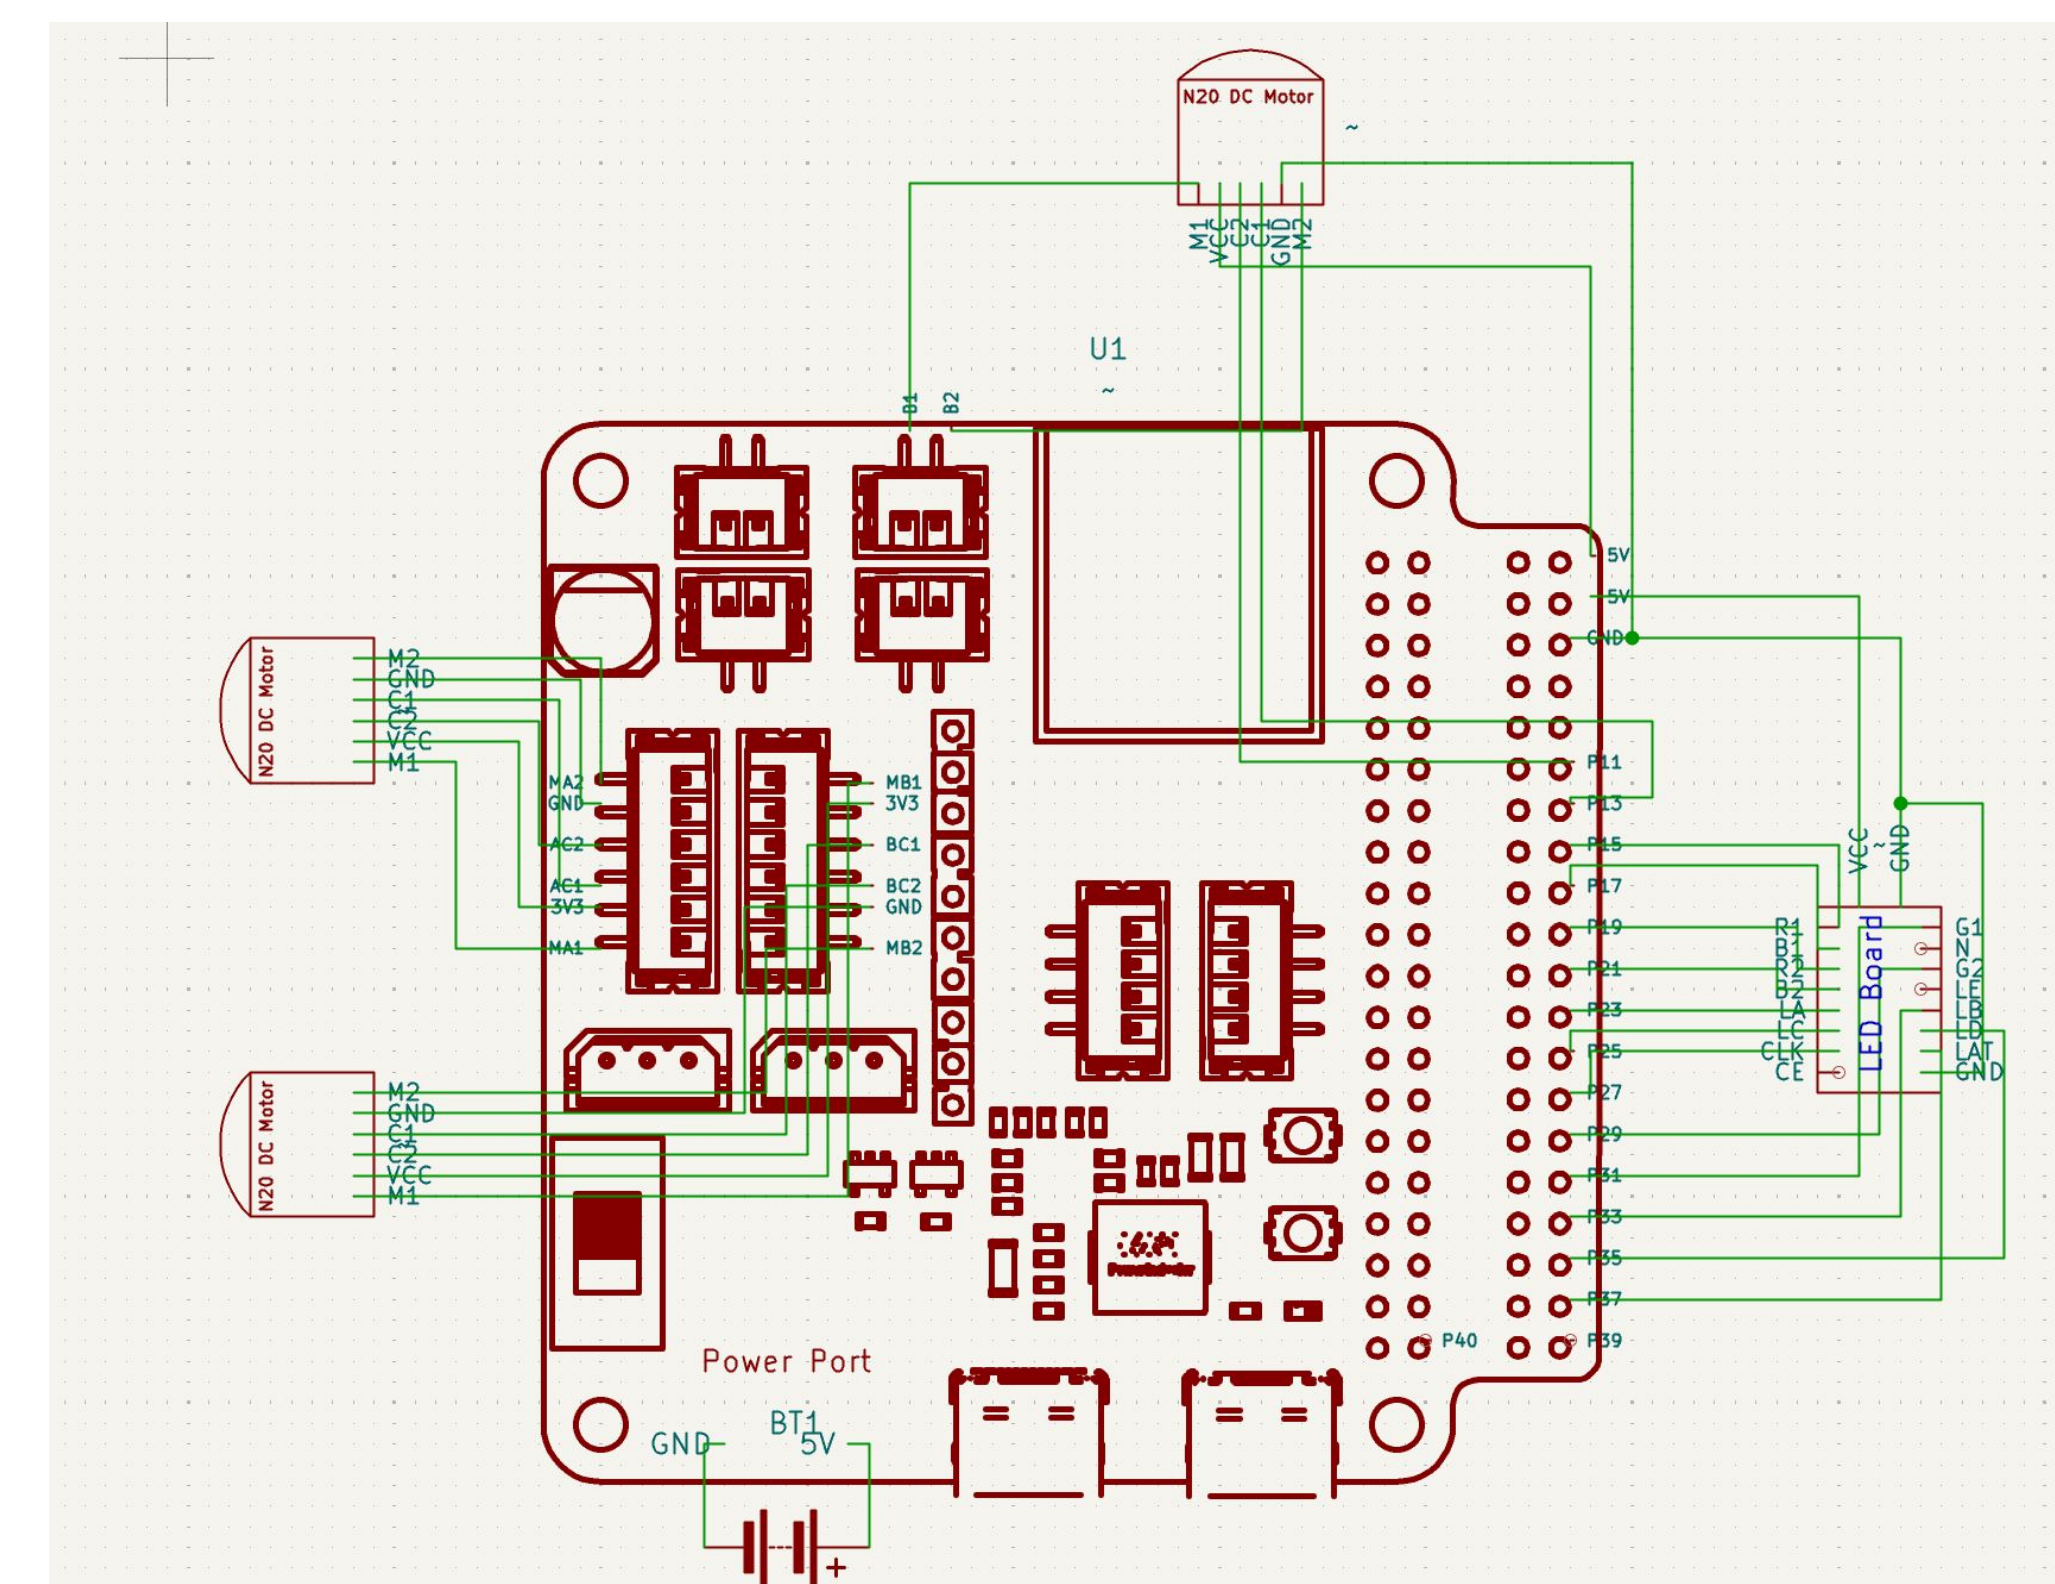 N20 DC Motor
~
M1
VCC
C2
C1
GND
M2
U1
~
B1
B2
5V
5V
GND
N20 DC Motor
M2
GND
C1
C2
VCC
M1
MA2
GND
AC2
AC1
3V3
MA1
MB1
3V3
BC1
BC2
GND
MB2
P11
P13
P15
P17
P19
P21
P23
P25
P27
P29
P31
P33
P35
P37
P39
P40
VCC
~
GND
LED Board
R1
B1
R2
B2
LA
LC
CLK
CE
G1
N
G2
LE
LB
LD
LAT
GND
N20 DC Motor
M2
GND
C1
C2
VCC
M1
Power Port
BT1
GND
5V
+